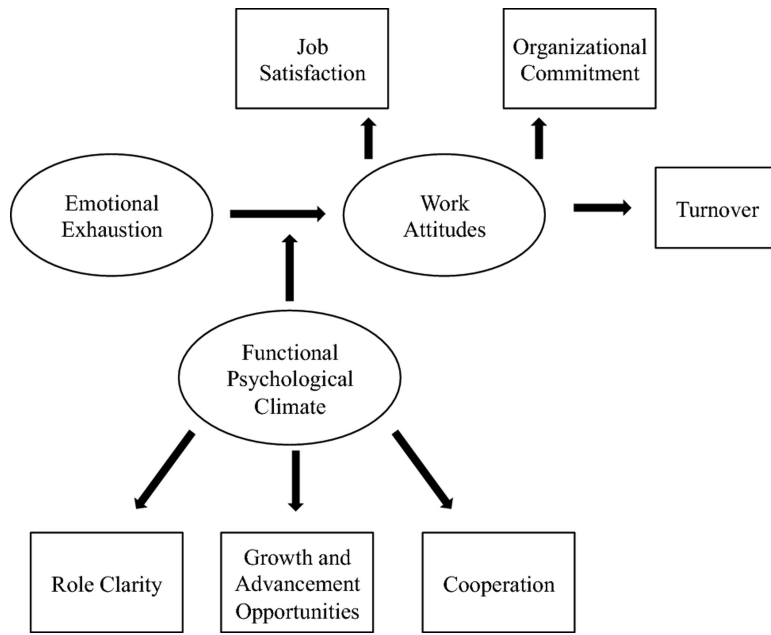 Job
Satisfaction
Organizational
Commitment
Emotional
Exhaustion
Work
Attitudes
Turnover
Functional
Psychological
Climate
Role Clarity
Growth and
Advancement
Opportunities
Cooperation